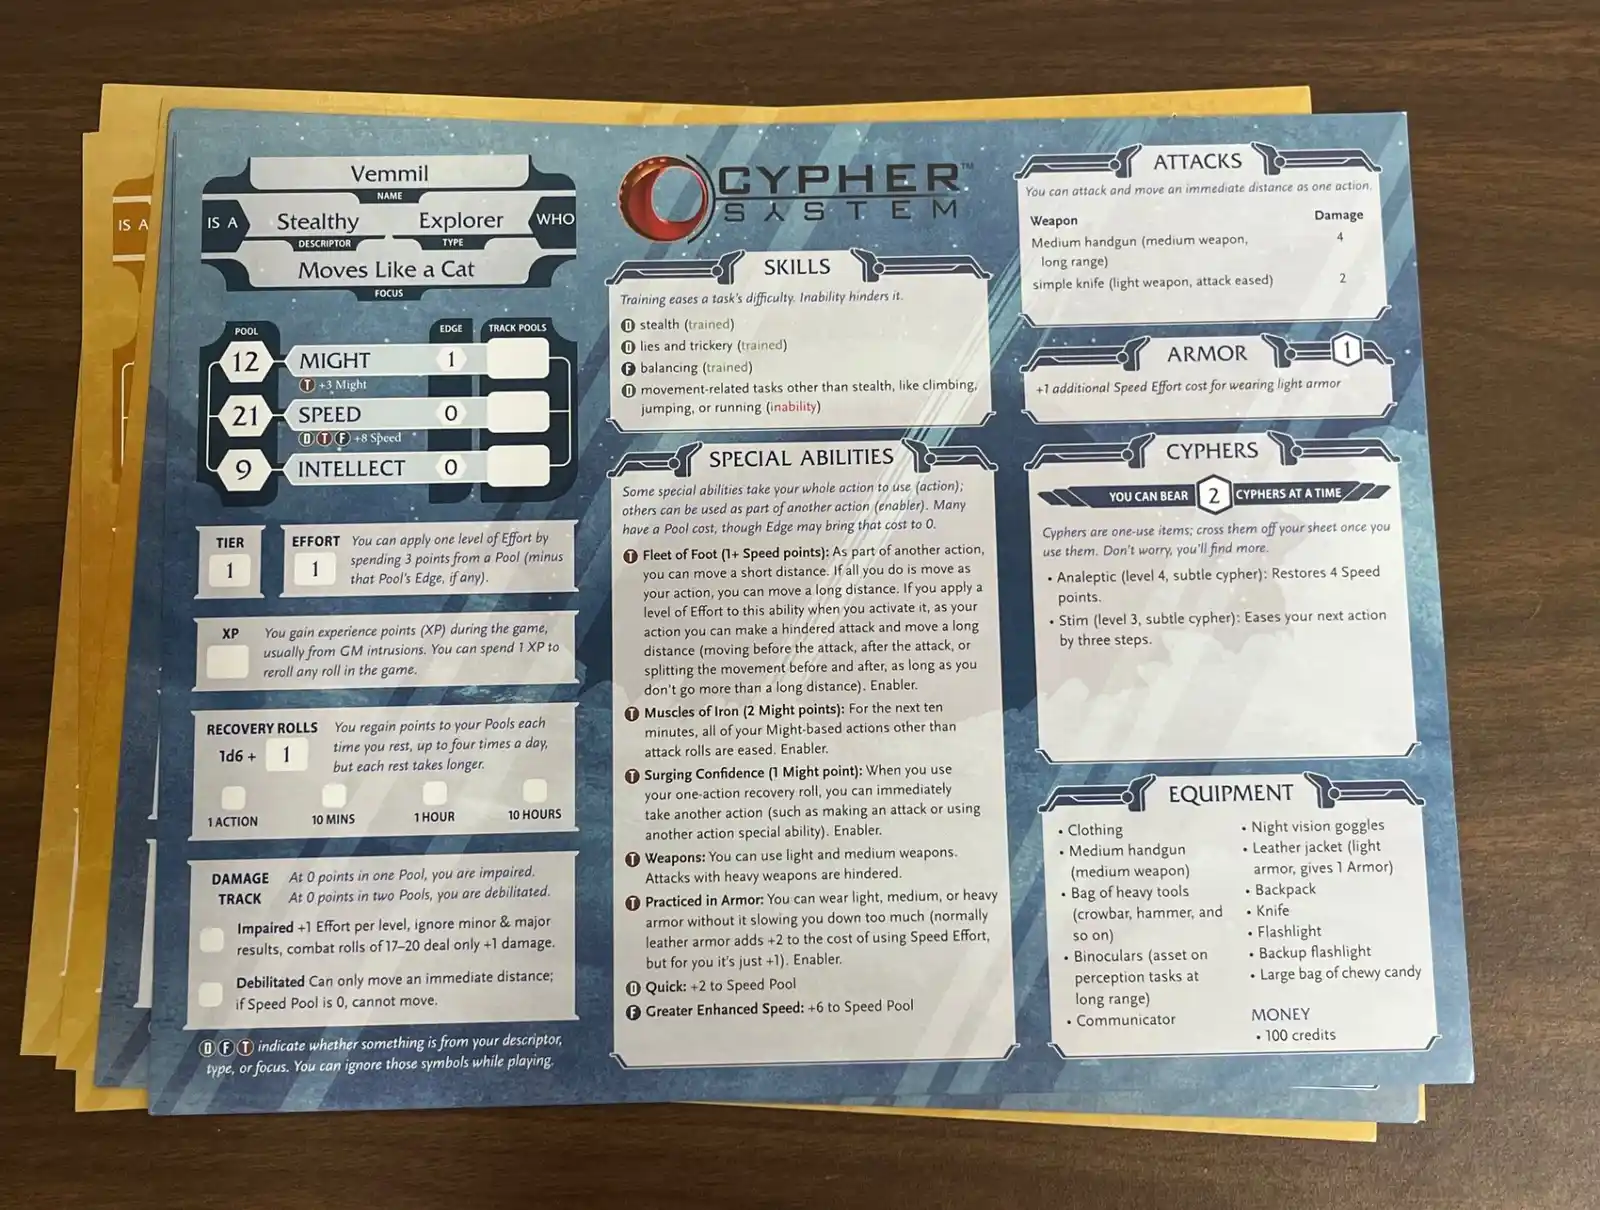 Vemmil
NAME
IS A
Stealthy
Explorer
WHO
DESCRIPTOR
TYPE
Moves Like a Cat
FOCUS
POOL
EDGE
TRACK POOLS
12
MIGHT
1
T +3 Might
21
SPEED
0
D T F +8 Speed
9
INTELLECT
0
TIER
1
EFFORT
1
You can apply one level of Effort by
spending 3 points from a Pool (minus
that Pool's Edge, if any).
XP
You gain experience points (XP) during the game,
usually from GM intrusions. You can spend 1 XP to
reroll any roll in the game.
RECOVERY ROLLS
1d6 +
1
You regain points to your Pools each
time you rest, up to four times a day,
but each rest takes longer.
1 ACTION
10 MINS
1 HOUR
10 HOURS
DAMAGE
TRACK
At 0 points in one Pool, you are impaired.
At 0 points in two Pools, you are debilitated.
Impaired +1 Effort per level, ignore minor & major
results, combat rolls of 17–20 deal only +1 damage.
Debilitated Can only move an immediate distance;
if Speed Pool is 0, cannot move.
D F T indicate whether something is from your descriptor,
type, or focus. You can ignore those symbols while playing.
CYPHER™
SYSTEM
SKILLS
Training eases a task's difficulty. Inability hinders it.
D stealth (trained)
D lies and trickery (trained)
F balancing (trained)
D movement-related tasks other than stealth, like climbing,
jumping, or running (inability)
SPECIAL ABILITIES
Some special abilities take your whole action to use (action);
others can be used as part of another action (enabler). Many
have a Pool cost, though Edge may bring that cost to 0.
T Fleet of Foot (1+ Speed points): As part of another action,
you can move a short distance. If all you do is move as
your action, you can move a long distance. If you apply a
level of Effort to this ability when you activate it, as your
action you can make a hindered attack and move a long
distance (moving before the attack, after the attack, or
splitting the movement before and after, as long as you
don't go more than a long distance). Enabler.
T Muscles of Iron (2 Might points): For the next ten
minutes, all of your Might-based actions other than
attack rolls are eased. Enabler.
T Surging Confidence (1 Might point): When you use
your one-action recovery roll, you can immediately
take another action (such as making an attack or using
another action special ability). Enabler.
T Weapons: You can use light and medium weapons.
Attacks with heavy weapons are hindered.
T Practiced in Armor: You can wear light, medium, or heavy
armor without it slowing you down too much (normally
leather armor adds +2 to the cost of using Speed Effort,
but for you it's just +1). Enabler.
D Quick: +2 to Speed Pool
F Greater Enhanced Speed: +6 to Speed Pool
ATTACKS
You can attack and move an immediate distance as one action.
Weapon
Damage
Medium handgun (medium weapon,
long range)
4
simple knife (light weapon, attack eased)
2
ARMOR
1
+1 additional Speed Effort cost for wearing light armor
CYPHERS
YOU CAN BEAR 2 CYPHERS AT A TIME
Cyphers are one-use items; cross them off your sheet once you
use them. Don't worry, you'll find more.
• Analeptic (level 4, subtle cypher): Restores 4 Speed
points.
• Stim (level 3, subtle cypher): Eases your next action
by three steps.
EQUIPMENT
• Clothing
• Medium handgun
(medium weapon)
• Bag of heavy tools
(crowbar, hammer, and
so on)
• Binoculars (asset on
perception tasks at
long range)
• Communicator
• Night vision goggles
• Leather jacket (light
armor, gives 1 Armor)
• Backpack
• Knife
• Flashlight
• Backup flashlight
• Large bag of chewy candy
MONEY
• 100 credits
IS A